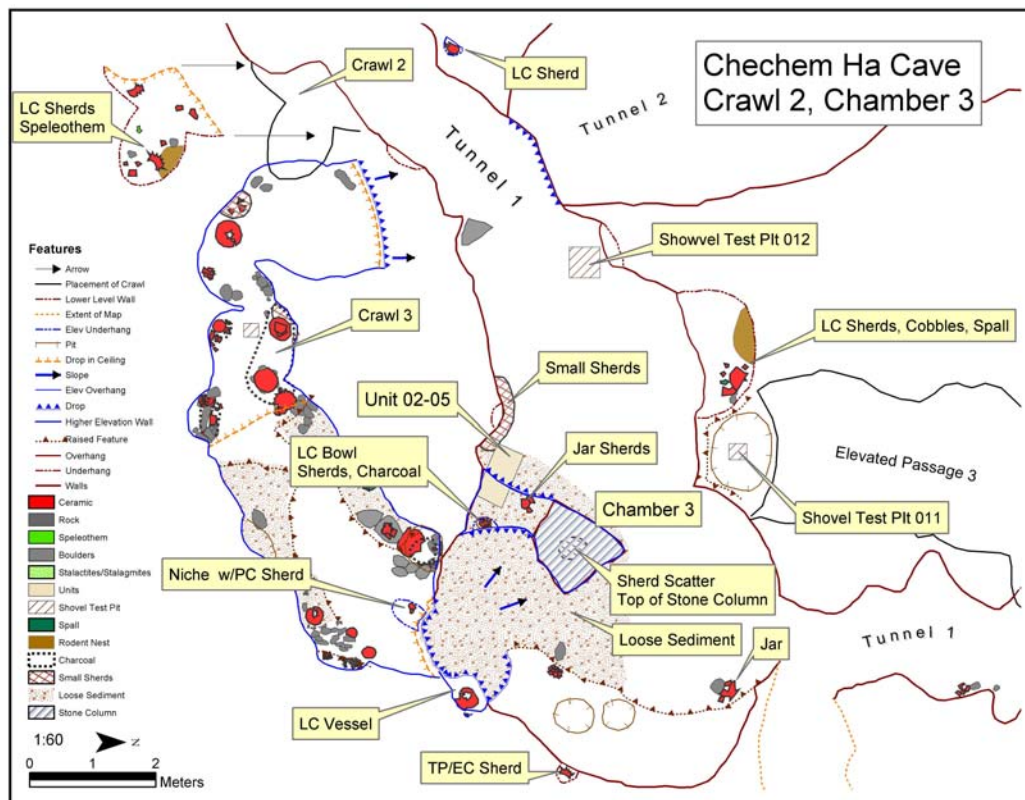 Chechem Ha Cave
Crawl 2, Chamber 3
LC Sherd
Crawl 2
LC Sherds
Speleothem
Tunnel 2
Tunnel 1
Showvel Test PIt 012
Features
Arrow
Placement of Crawl
Lower Level Wall
Extent of Map
Elev Underhang
Pit
Drop in Ceiling
Slope
Elev Overhang
Drop
Higher Elevation Wall
Raised Feature
Overhang
Underhang
Walls
Ceramic
Rock
Speleothem
Boulders
Stalactites/Stalagmites
Units
Shovel Test Pit
Spall
Rodent Nest
Charcoal
Small Sherds
Loose Sediment
Stone Column
Crawl 3
LC Sherds, Cobbles, Spall
Small Sherds
Unit 02-05
LC Bowl
Sherds, Charcoal
Jar Sherds
Elevated Passage 3
Chamber 3
Shovel Test PIt 011
Niche w/PC Sherd
Sherd Scatter
Top of Stone Column
Loose Sediment
Tunnel 1
Jar
LC Vessel
TP/EC Sherd
1:60
N
0 1 2
Meters